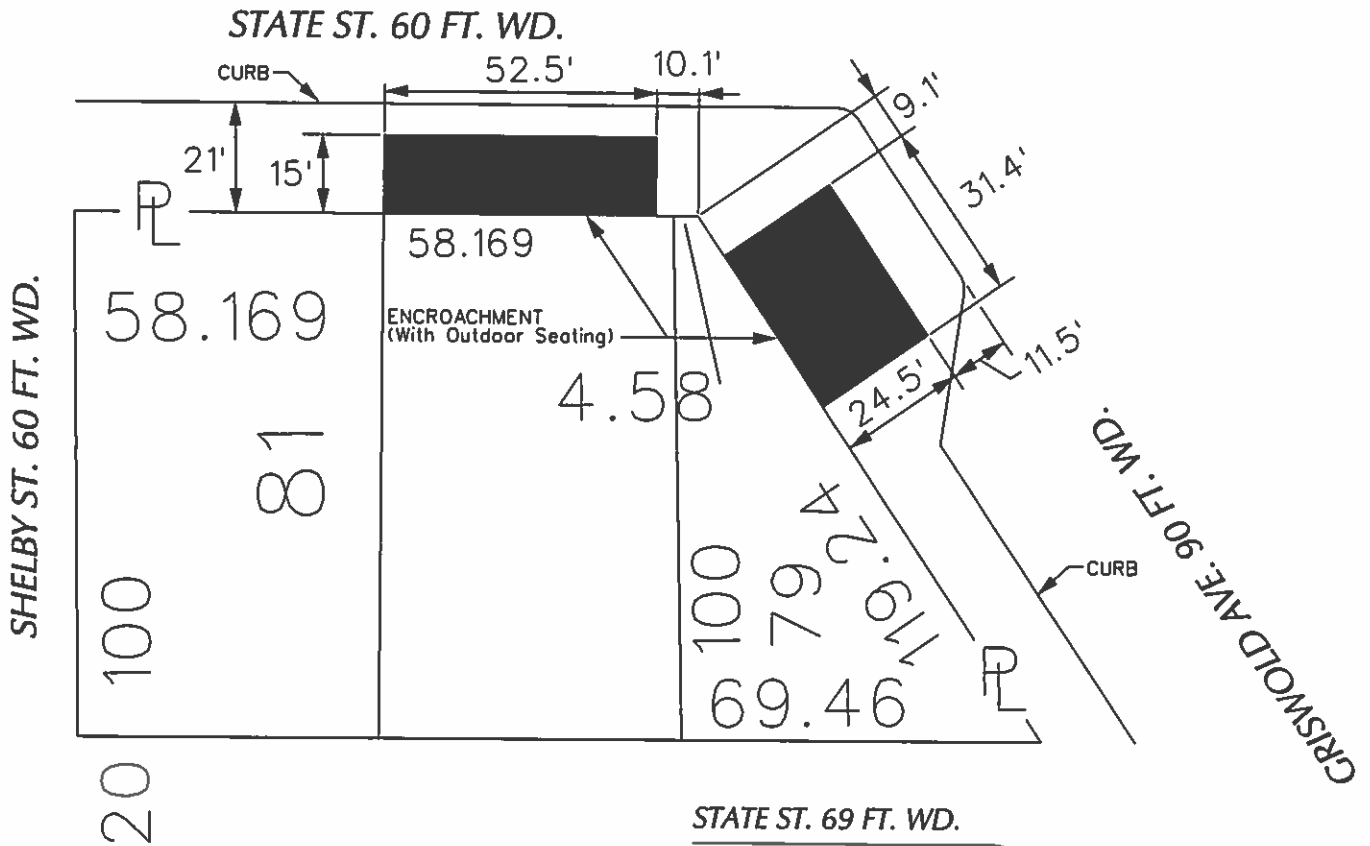 STATE ST. 60 FT. WD.
CURB
52.5'
10.1'
9.1'
21'
15'
31.4'
PL
58.169
58.169
ENCROACHMENT
(With Outdoor Seating)
4.58
24.5'
11.5'
SHELBY ST. 60 FT. WD.
81
GRISWOLD AVE. 90 FT. WD.
100
100
79
119.24
CURB
69.46
PL
20
STATE ST. 69 FT. WD.